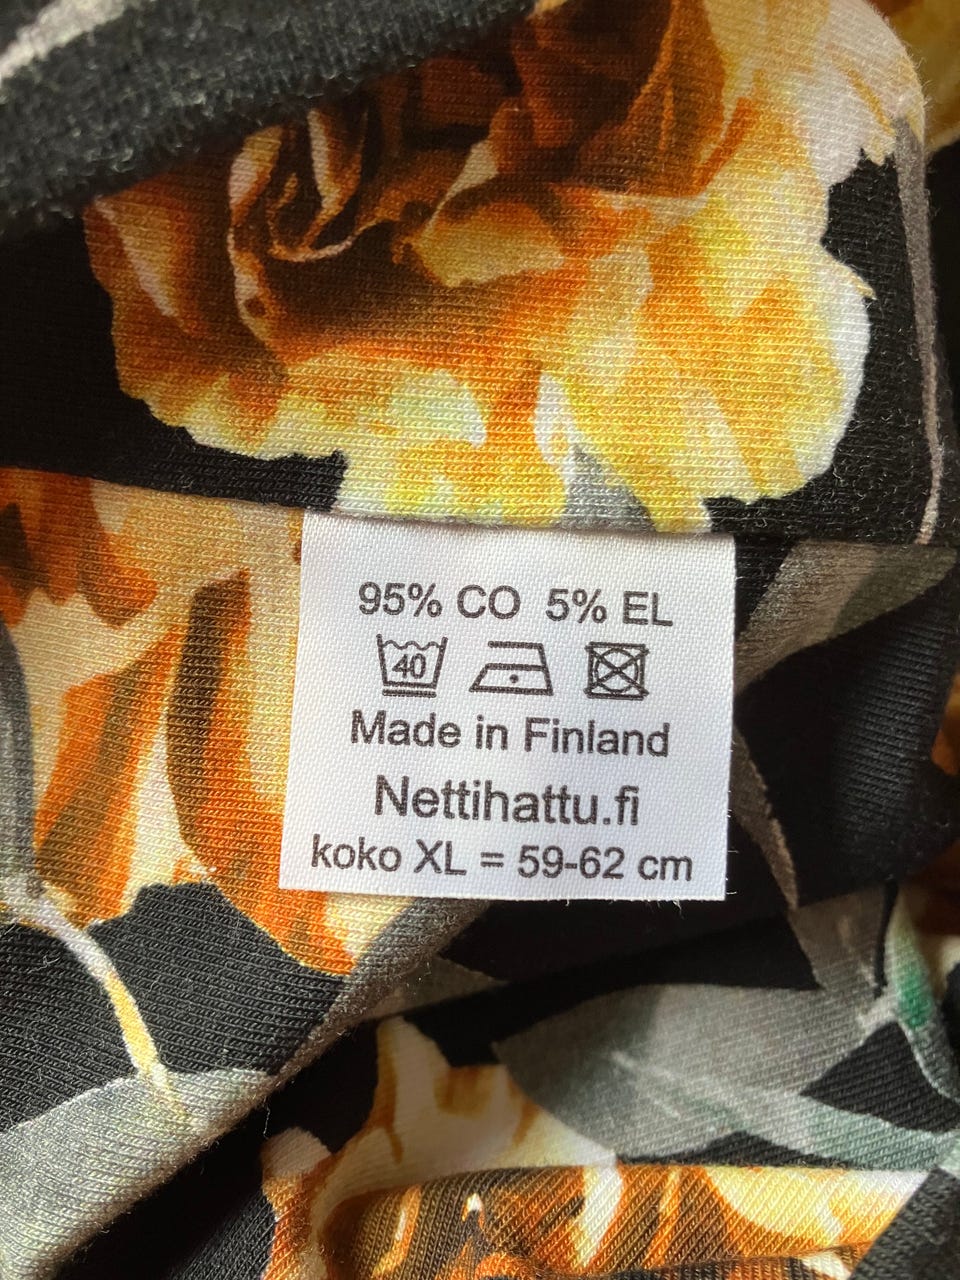 95% CO 5% EL
40
Made in Finland
Nettihattu.fi
koko XL = 59-62 cm